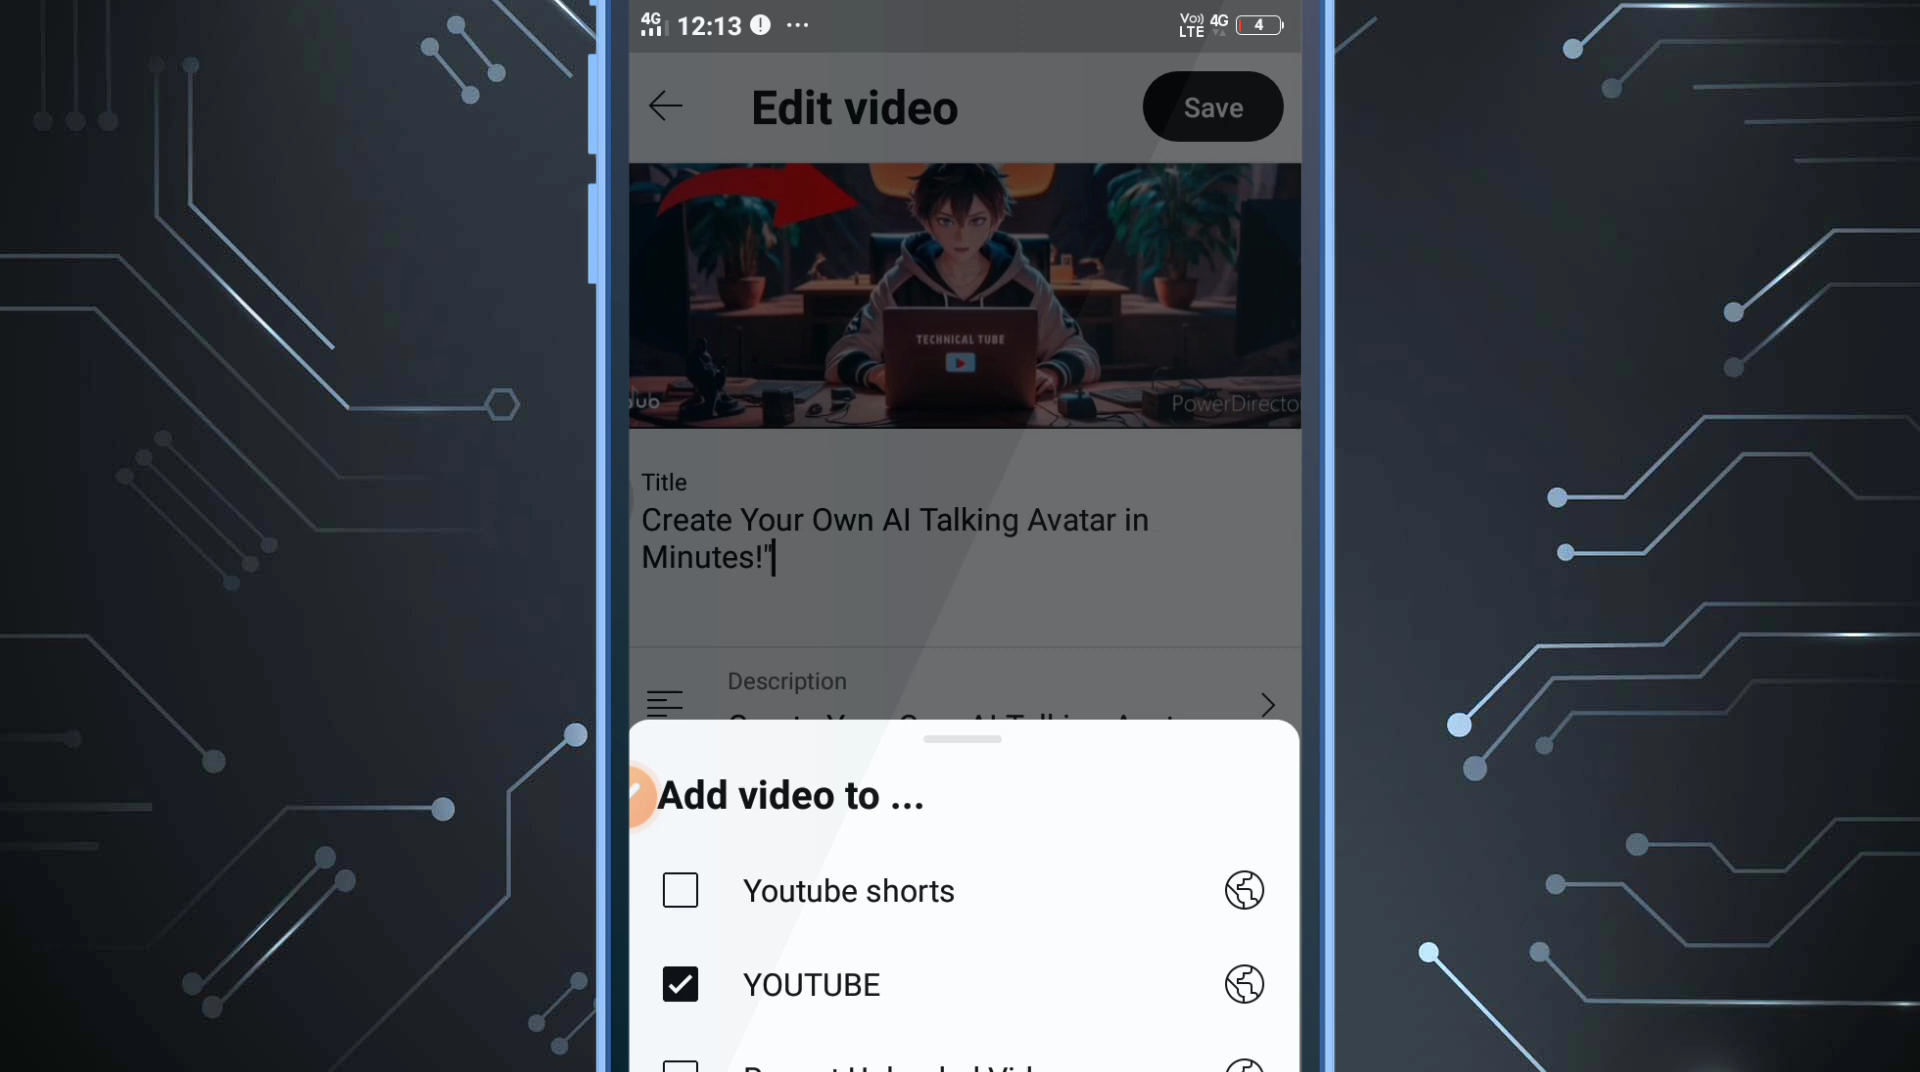 4G 12:13 ...
Vo)) LTE 4G 4
Edit video
Save
TECHNICAL TUBE
PowerDirecto
Title
Create Your Own AI Talking Avatar in
Minutes!"
Description
Add video to ...
Youtube shorts
YOUTUBE